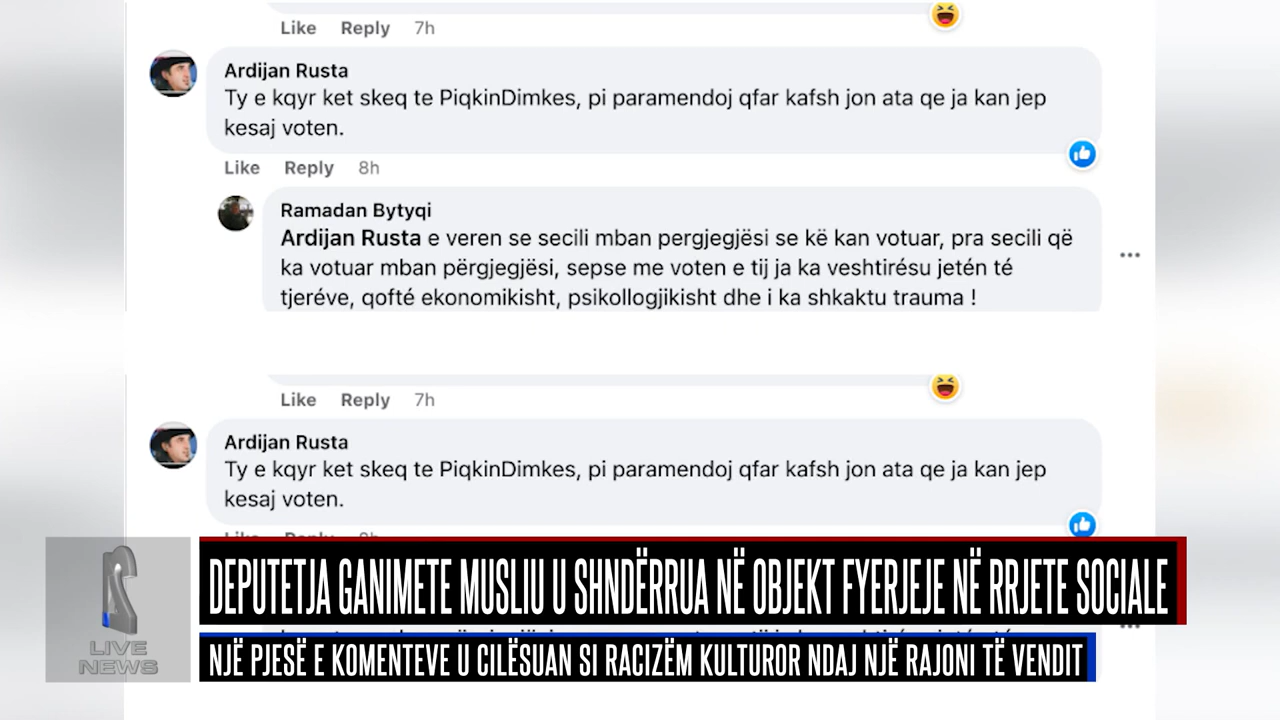 Like Reply 7h
Ardijan Rusta
Ty e kqyr ket skeq te PiqkinDimkes, pi paramendoj qfar kafsh jon ata qe ja kan jep
kesaj voten.
Like Reply 8h
Ramadan Bytyqi
Ardijan Rusta e veren se secili mban pergjegjësi se kë kan votuar, pra secili që
ka votuar mban përgjegjësi, sepse me voten e tij ja ka veshtirésu jetén té
tjeréve, qofté ekonomikisht, psikollogjikisht dhe i ka shkaktu trauma !
Like Reply 7h
Ardijan Rusta
Ty e kqyr ket skeq te PiqkinDimkes, pi paramendoj qfar kafsh jon ata qe ja kan jep
kesaj voten.
DEPUTETJA GANIMETE MUSLIU U SHNDËRRUA NË OBJEKT FYERJEJE NË RRJETE SOCIALE
NJË PJESË E KOMENTEVE U CILËSUAN SI RACIZËM KULTUROR NDAJ NJË RAJONI TË VENDIT
2
LIVE
NEWS